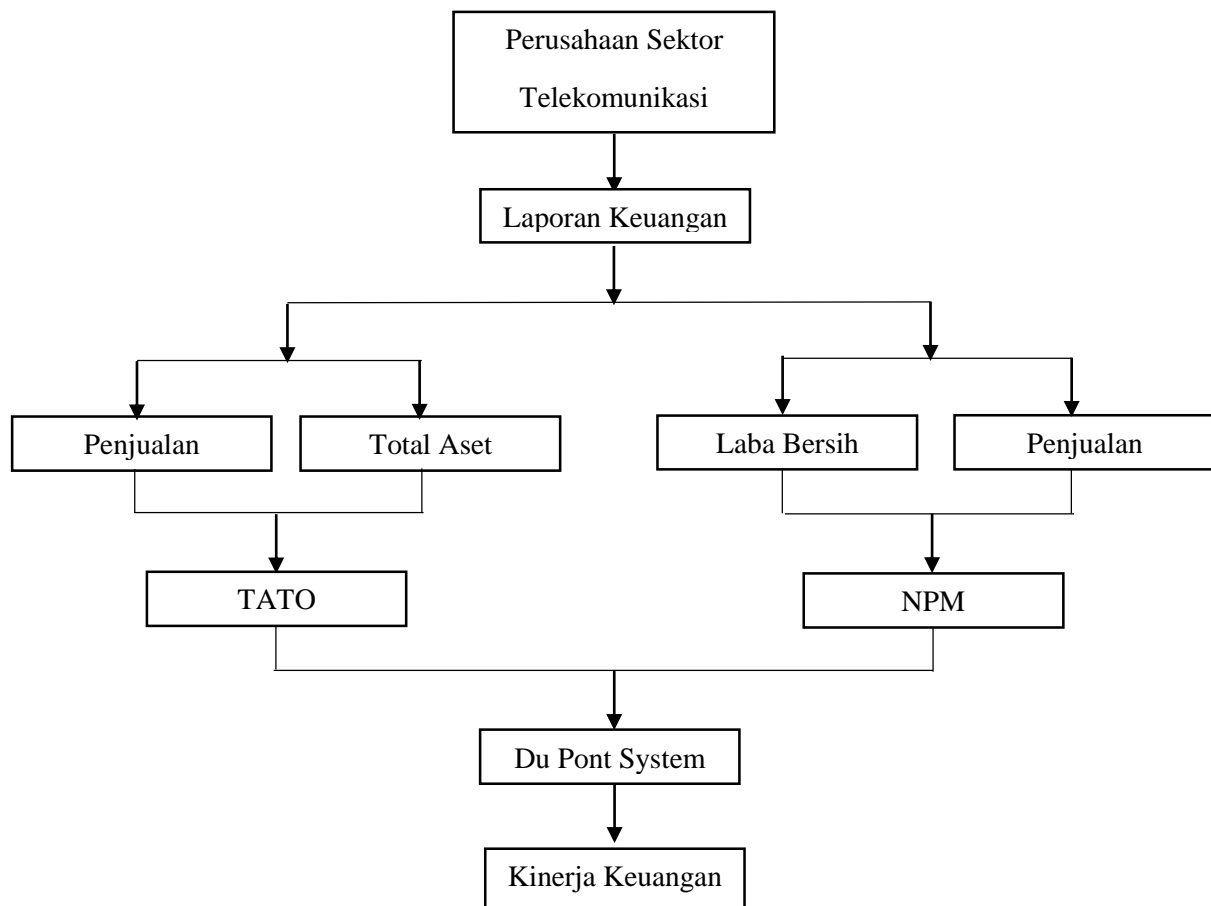 Perusahaan Sektor
Telekomunikasi
Laporan Keuangan
Penjualan
Total Aset
Laba Bersih
Penjualan
TATO
NPM
Du Pont System
Kinerja Keuangan